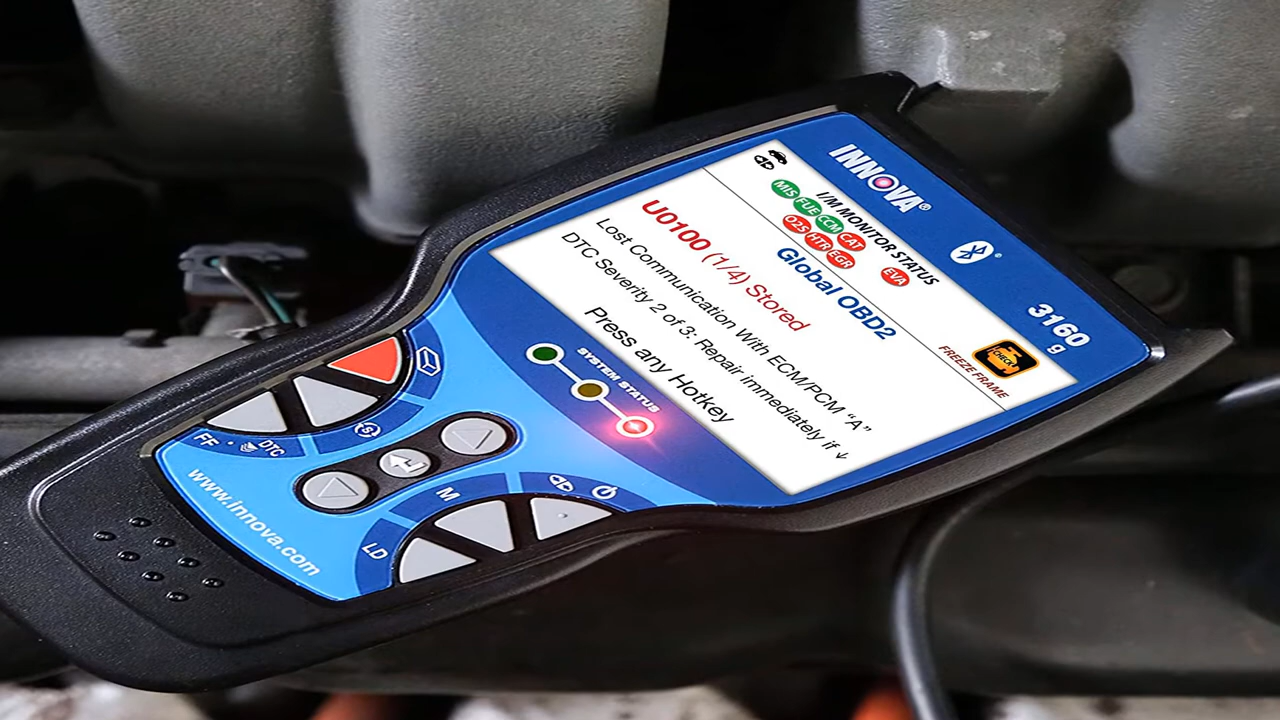 INNOVA®
3160
g
I/M MONITOR STATUS
MIS FUE CCM CAT EVA
O2S HTR EGR
CHECK
FREEZE FRAME
Global OBD2
U0100 (1/4) Stored
Lost Communication With ECM/PCM “A”
DTC Severity 2 of 3: Repair immediately if ↓
Press any Hotkey
SYSTEM STATUS
FF • DTC
M
LD
www.innova.com